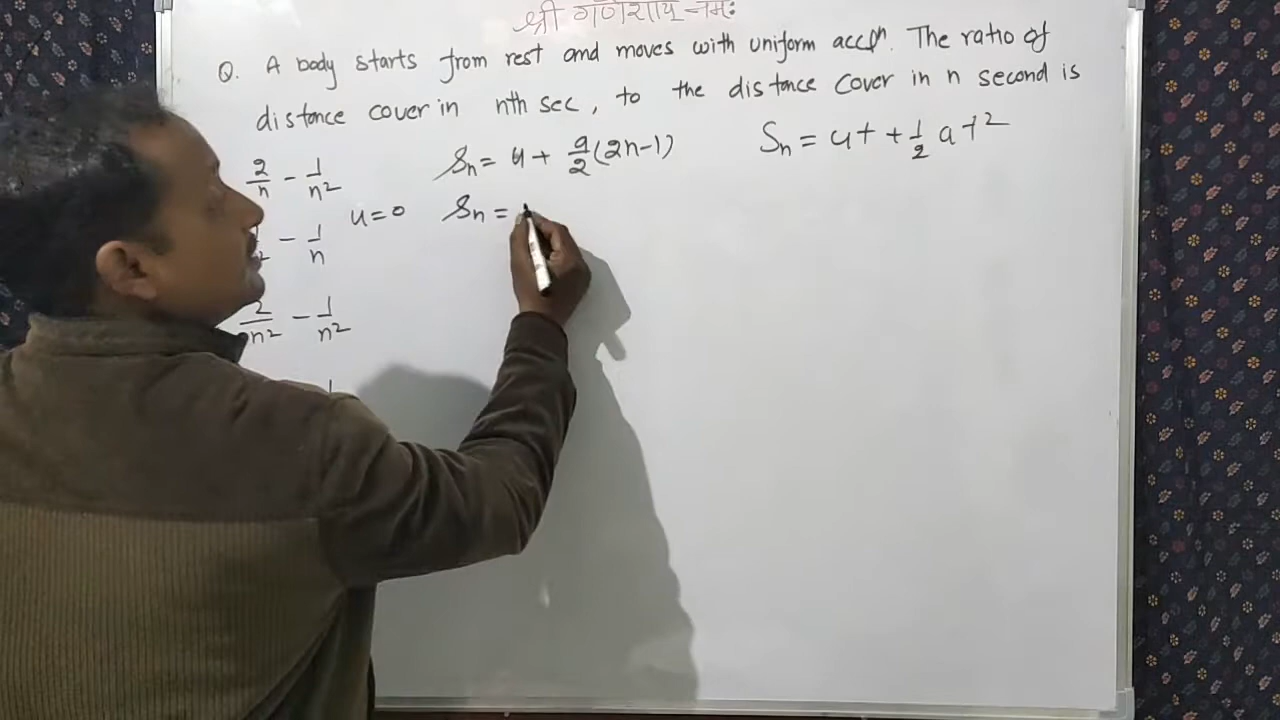 श्री गणेशाय नमः
Q. A body starts from rest and moves with uniform accⁿ. The ratio of
distance cover in nth sec, to the distance cover in n second is
Sn = u + a/2 (2n-1)
Sn = ut + 1/2 at²
2/n - 1/n²
u=0 Sn =
- 1/n
2/n² - 1/n²